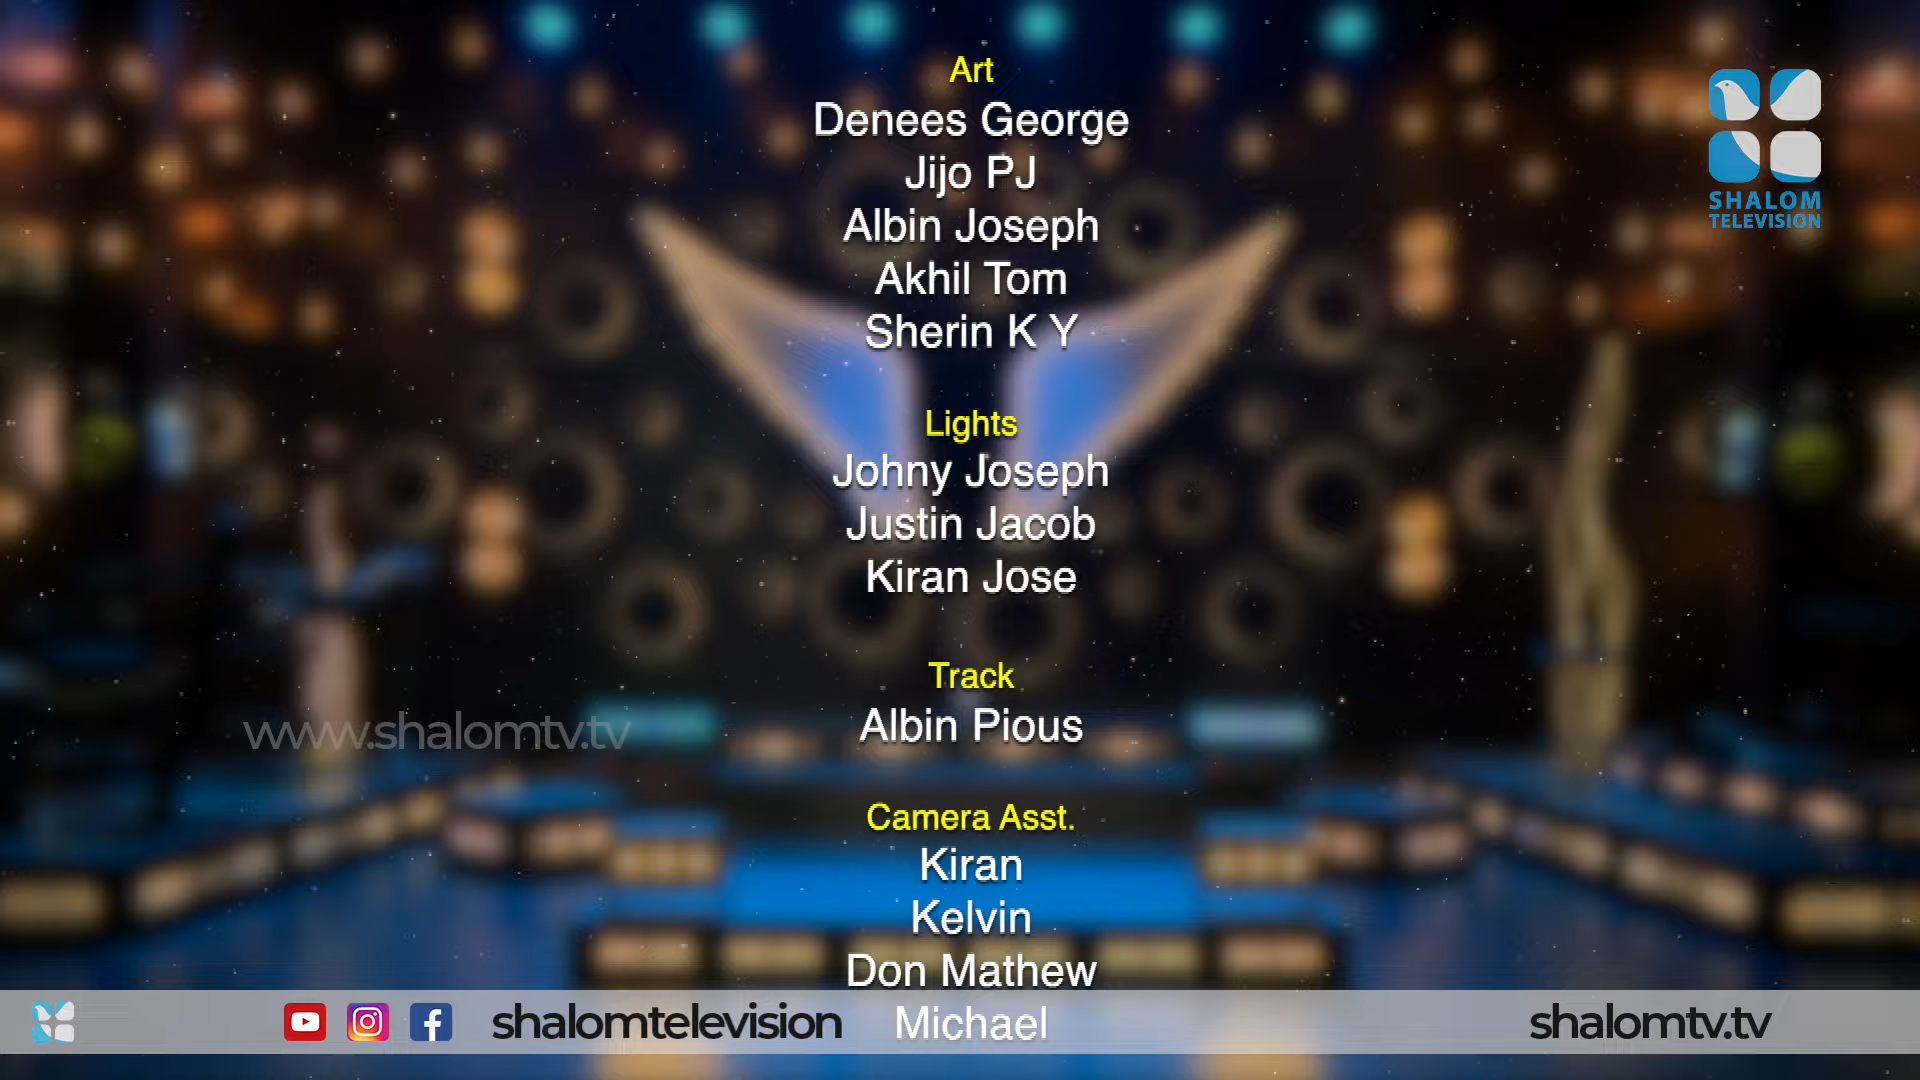 Art
Denees George
Jijo PJ
Albin Joseph
Akhil Tom
Sherin K Y
SHALOM
TELEVISION
Lights
Johny Joseph
Justin Jacob
Kiran Jose
Track
Albin Pious
www.shalomtv.tv
Camera Asst.
Kiran
Kelvin
Don Mathew
Michael
shalomtelevision
shalomtv.tv